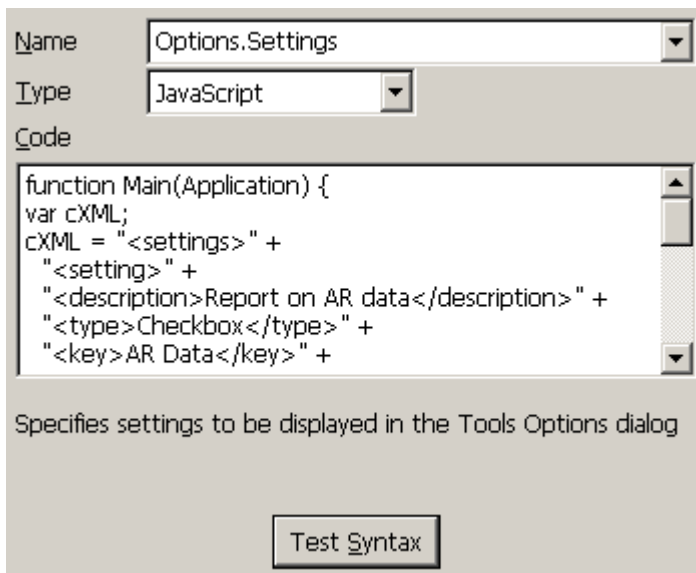 Name Options.Settings
Type JavaScript
Code
function Main(Application) {
var cXML;
cXML = "<settings>" +
"<setting>" +
"<description>Report on AR data</description>" +
"<type>Checkbox</type>" +
"<key>AR Data</key>" +
Specifies settings to be displayed in the Tools Options dialog
Test Syntax